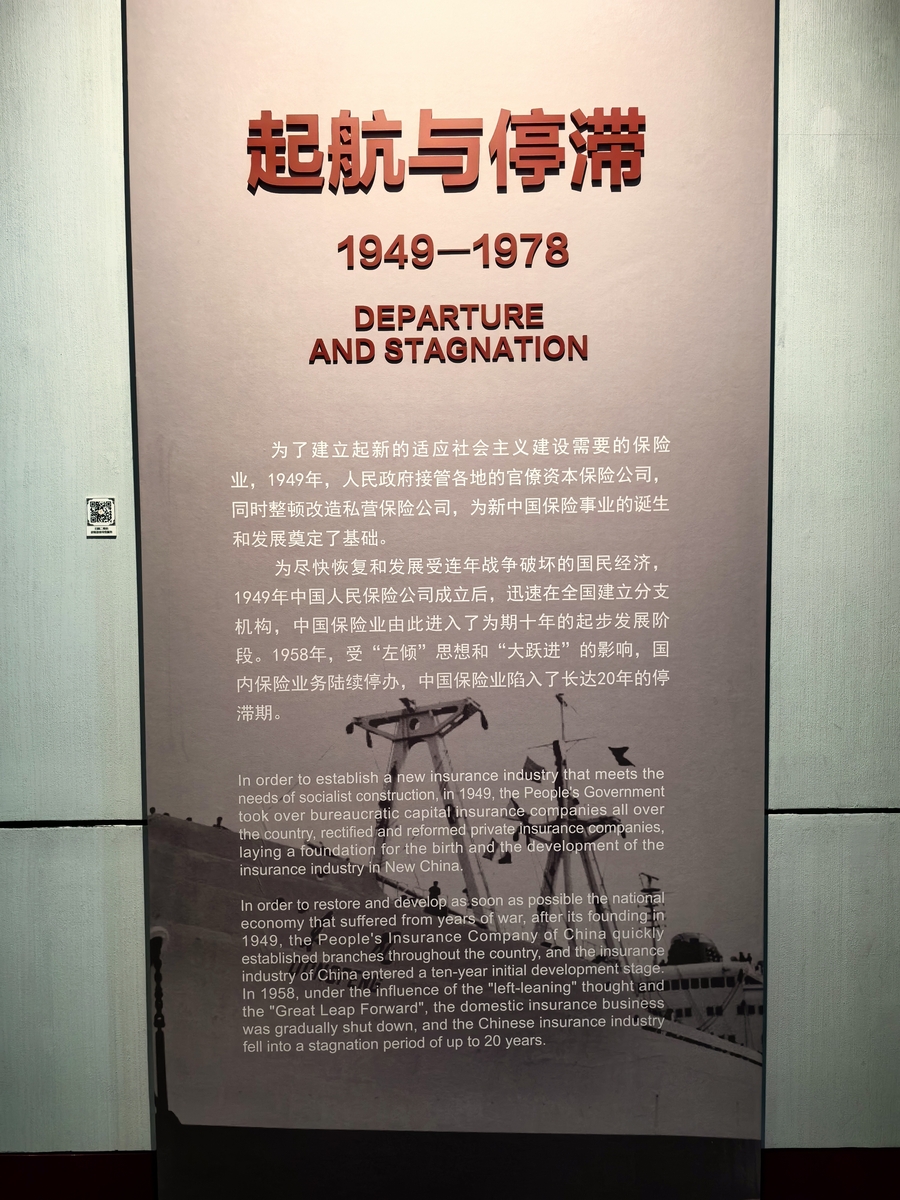 起航与停滞
1949—1978
DEPARTURE
AND STAGNATION
为了建立起新的适应社会主义建设需要的保险
业，1949年，人民政府接管各地的官僚资本保险公司，
同时整顿改造私营保险公司，为新中国保险事业的诞生
和发展奠定了基础。
为尽快恢复和发展受连年战争破坏的国民经济，
1949年中国人民保险公司成立后，迅速在全国建立分支
机构，中国保险业由此进入了为期十年的起步发展阶
段。1958年，受“左倾”思想和“大跃进”的影响，国
内保险业务陆续停办，中国保险业陷入了长达20年的停
滞期。
In order to establish a new insurance industry that meets the
needs of socialist construction, in 1949, the People's Government
took over bureaucratic capital insurance companies all over
the country, rectified and reformed private insurance companies,
laying a foundation for the birth and the development of the
insurance industry in New China.
In order to restore and develop as soon as possible the national
economy that suffered from years of war, after its founding in
1949, the People's Insurance Company of China quickly
established branches throughout the country, and the insurance
industry of China entered a ten-year initial development stage.
In 1958, under the influence of the "left-leaning" thought and
the "Great Leap Forward", the domestic insurance business
was gradually shut down, and the Chinese insurance industry
fell into a stagnation period of up to 20 years.